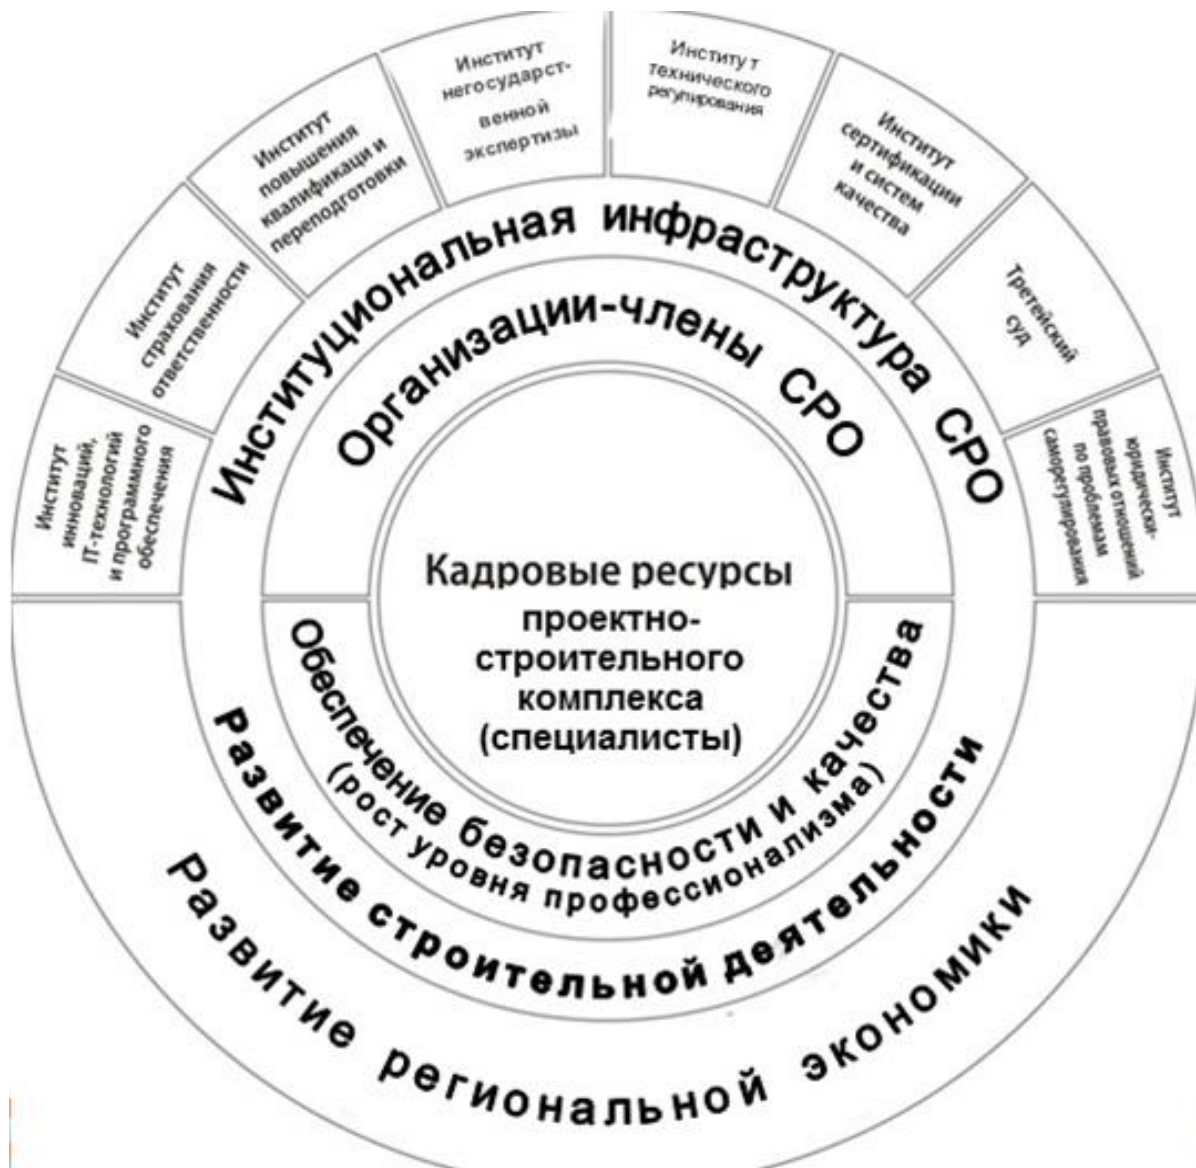 Институт
инноваций,
IT-технологий
и программного
обеспечения
Институт
страхования
ответственности
Институт
повышения
квалификаци и
переподготовки
Институт
негосударст-
венной
экспертизы
Институ т
технического
регулирования
Институт
сертификации
и систем
качества
Третейский
суд
Институт
юридически-
правовых отношений
по проблемам
саморегулирования
Институциональная инфраструктура СРО
Организации-члены СРО
Кадровые ресурсы
проектно-
строительного
комплекса
(специалисты)
Обеспечение безопасности и качества
(рост уровня профессионализма)
Развитие строительной деятельности
Развитие региональной экономики